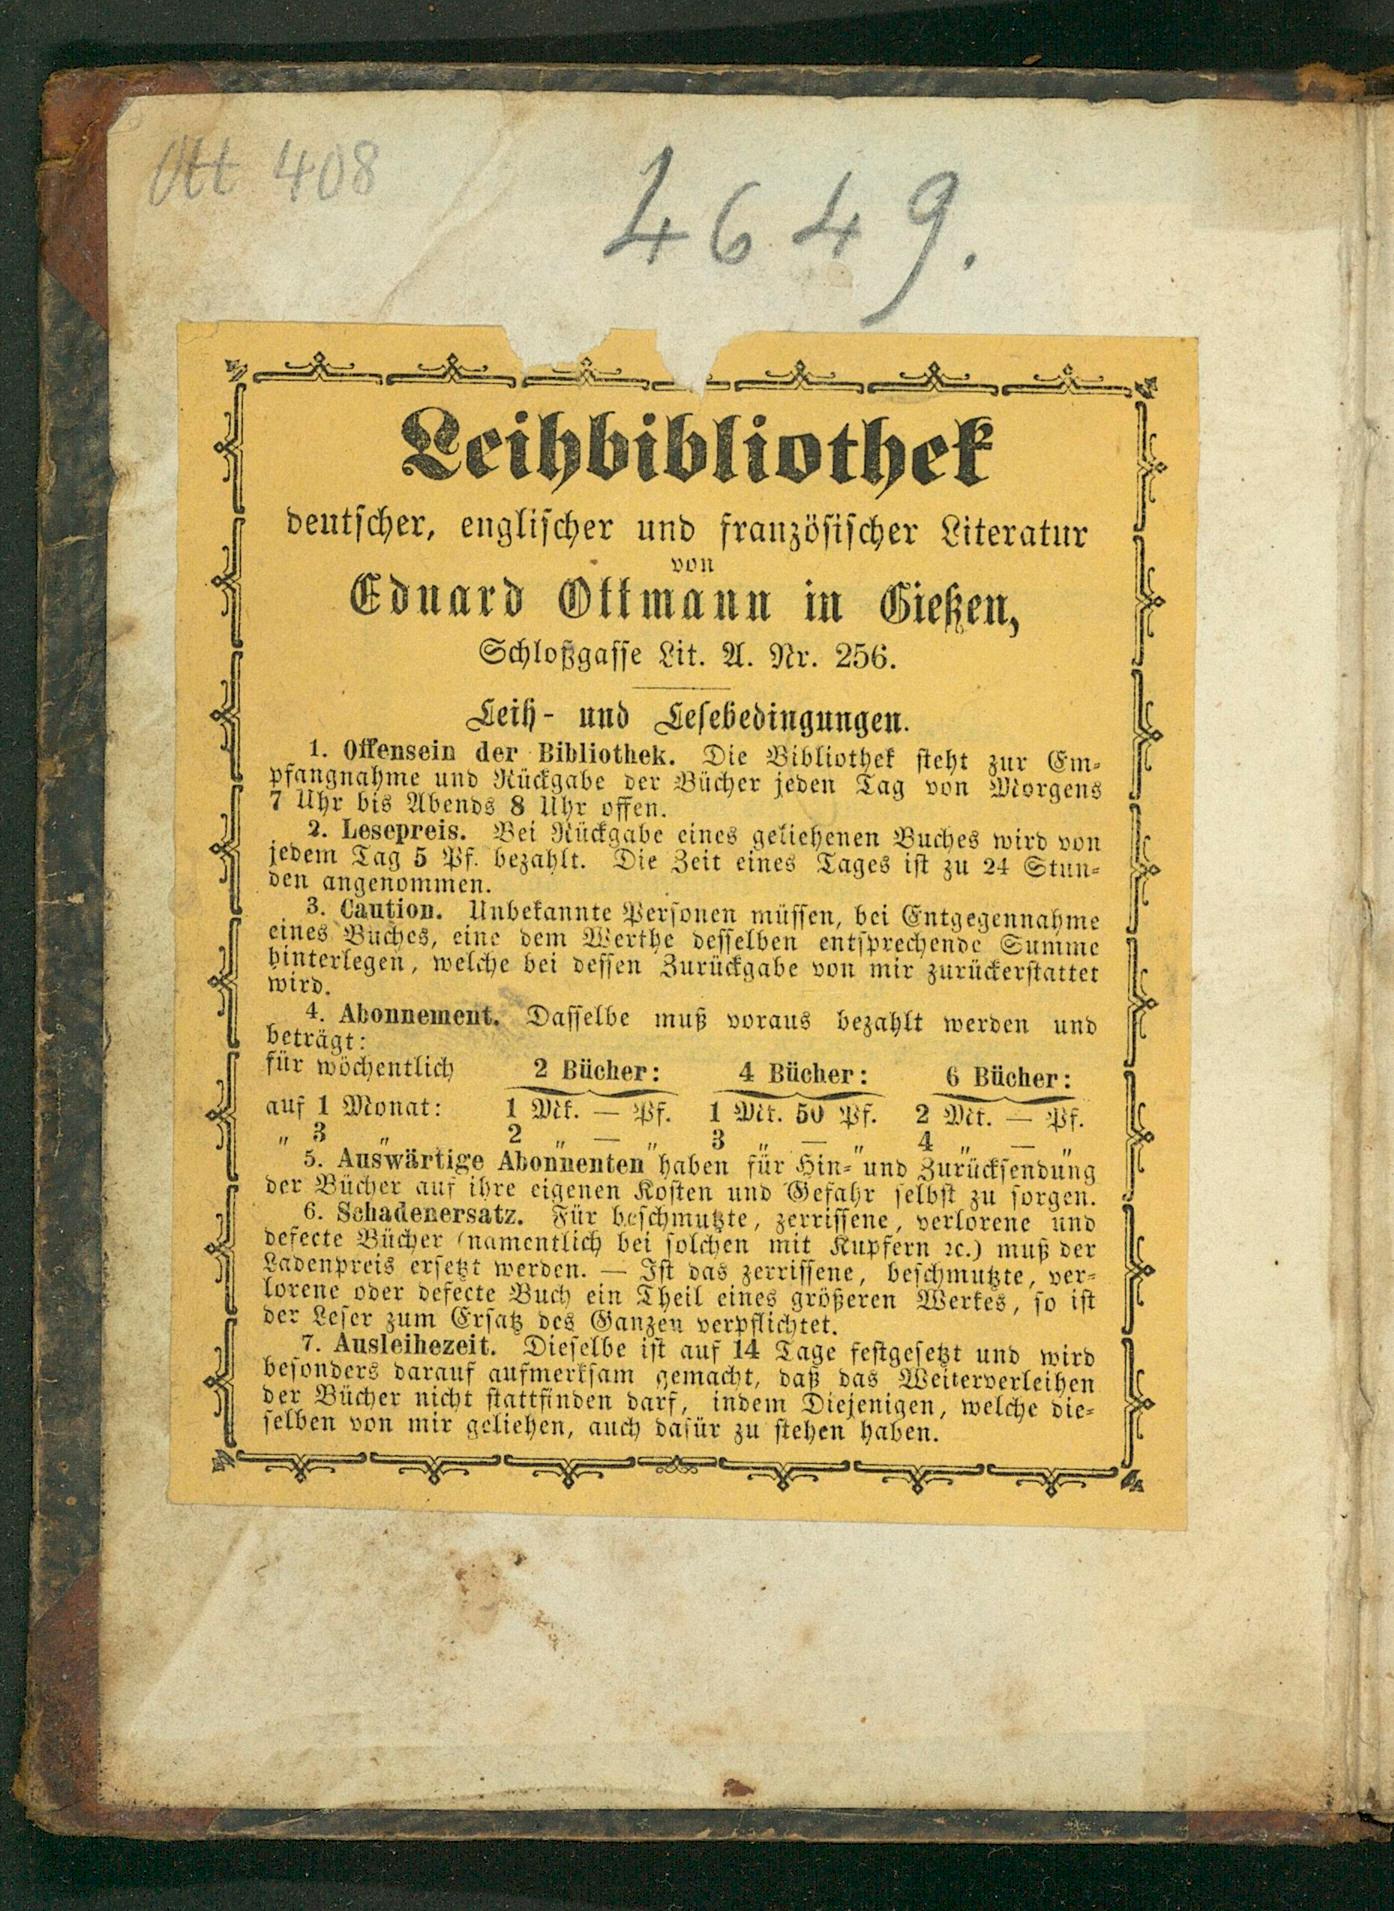 Ott 408
4649.
Leihbibliothek
deutscher, englischer und französischer Literatur
von
Eduard Ottmann in Gießen,
Schloßgasse Lit. A. Nr. 256.
Leih- und Lesebedingungen.
1. Offensein der Bibliothek. Die Bibliothek steht zur Em-
pfangnahme und Rückgabe der Bücher jeden Tag von Morgens
7 Uhr bis Abends 8 Uhr offen.
2. Lesepreis. Bei Rückgabe eines geliehenen Buches wird von
jedem Tag 5 Pf. bezahlt. Die Zeit eines Tages ist zu 24 Stun-
den angenommen.
3. Caution. Unbekannte Personen müssen, bei Entgegennahme
eines Buches, eine dem Werthe desselben entsprechende Summe
hinterlegen, welche bei dessen Zurückgabe von mir zurückerstattet
wird.
4. Abonnement. Dasselbe muß voraus bezahlt werden und
beträgt:
für wöchentlich 2 Bücher: 4 Bücher: 6 Bücher:
auf 1 Monat: 1 Mk. — Pf. 1 Mk. 50 Pf. 2 Mk. — Pf.
„ 3 „ 2 „ — „ 3 „ — „ 4 „ — „
5. Auswärtige Abonnenten haben für Hin- und Zurücksendung
der Bücher auf ihre eigenen Kosten und Gefahr selbst zu sorgen.
6. Schadenersatz. Für beschmutzte, zerrissene, verlorene und
defecte Bücher (namentlich bei solchen mit Kupfern ꝛc.) muß der
Ladenpreis ersetzt werden. — Ist das zerrissene, beschmutzte, ver-
lorene oder defecte Buch ein Theil eines größeren Werkes, so ist
der Leser zum Ersatz des Ganzen verpflichtet.
7. Ausleihezeit. Dieselbe ist auf 14 Tage festgesetzt und wird
besonders darauf aufmerksam gemacht, daß das Weiterverleihen
der Bücher nicht stattfinden darf, indem Diejenigen, welche die-
selben von mir geliehen, auch dafür zu stehen haben.